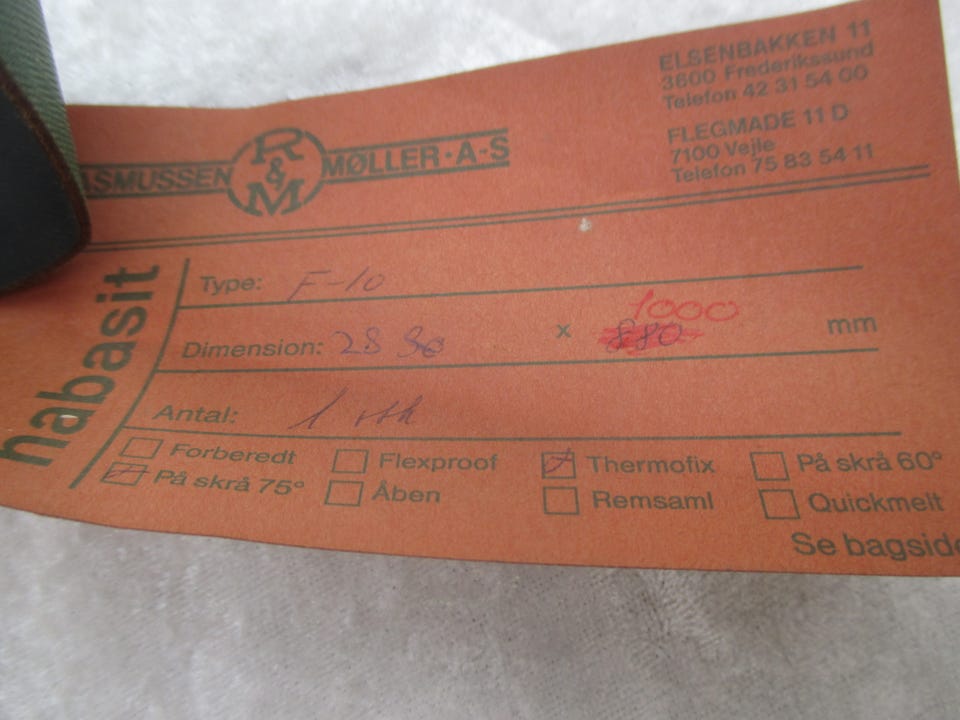 ELSENBAKKEN 11
3600 Frederikssund
Telefon 42 31 54 00
FLEGMADE 11 D
7100 Vejle
Telefon 75 83 54 11
ASMUSSEN R & M MØLLER·A-S
habasit
Type: F-10
1000
Dimension: x 880 mm
Antal: 1 stk
Forberedt Flexproof Thermofix På skrå 60°
På skrå 75° Åben Remsaml Quickmelt
Se bagside